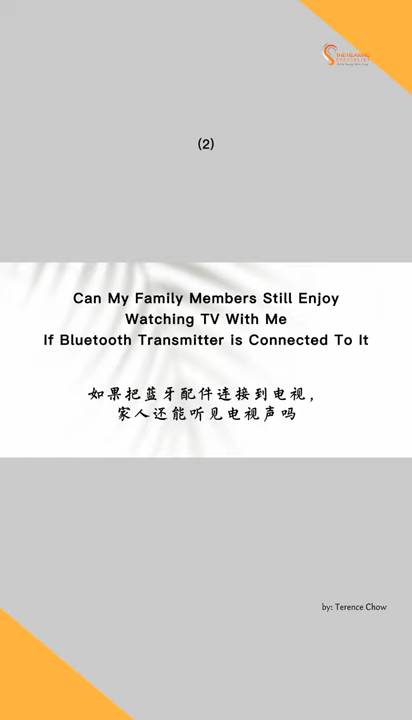 THE HEARING
SPECIALIST
(2)
Can My Family Members Still Enjoy
Watching TV With Me
If Bluetooth Transmitter is Connected To It
如果把蓝牙配件连接到电视，
家人还能听见电视声吗
by: Terence Chow